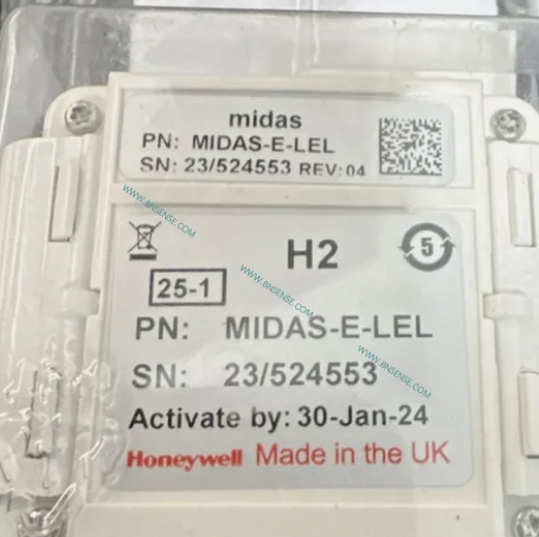 midas
PN: MIDAS-E-LEL
SN: 23/524553 REV:04
WWW.BNSENSE.COM
H2
5
25-1
WWW.BNSENSE.COM
PN: MIDAS-E-LEL
WWW.BNSENSE.COM
SN: 23/524553
Activate by: 30-Jan-24
Honeywell Made in the UK